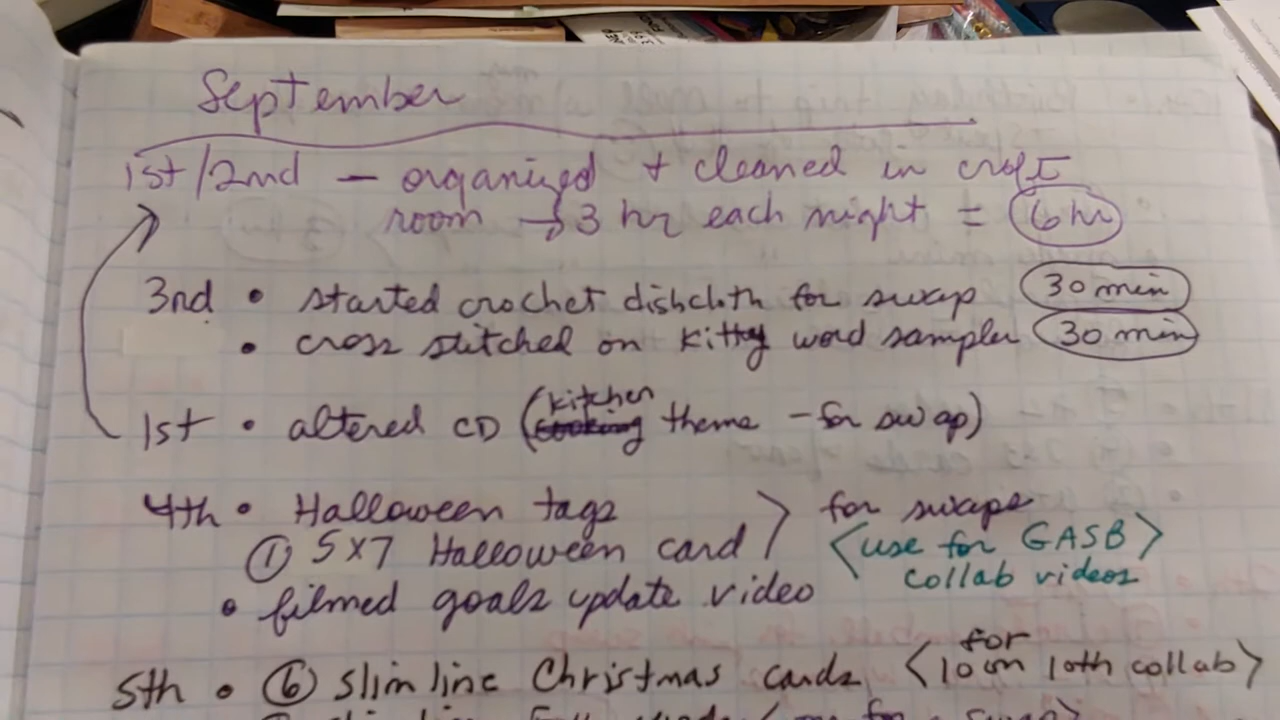 September
1st/2nd — organized + cleaned in craft
room → 3 hr each night = 6 hr
3nd • started crochet dishcloth for swap 30 min
• cross stitched on Kitty word sampler 30 min
1st • altered CD (kitchen theme - for swap)
4th • Halloween tags > for swaps
① 5X7 Halloween card <use for GASB>
collab videos
• filmed goals update video
for
5th • ⑥ slimline Christmas cards <10 on 10th collab>